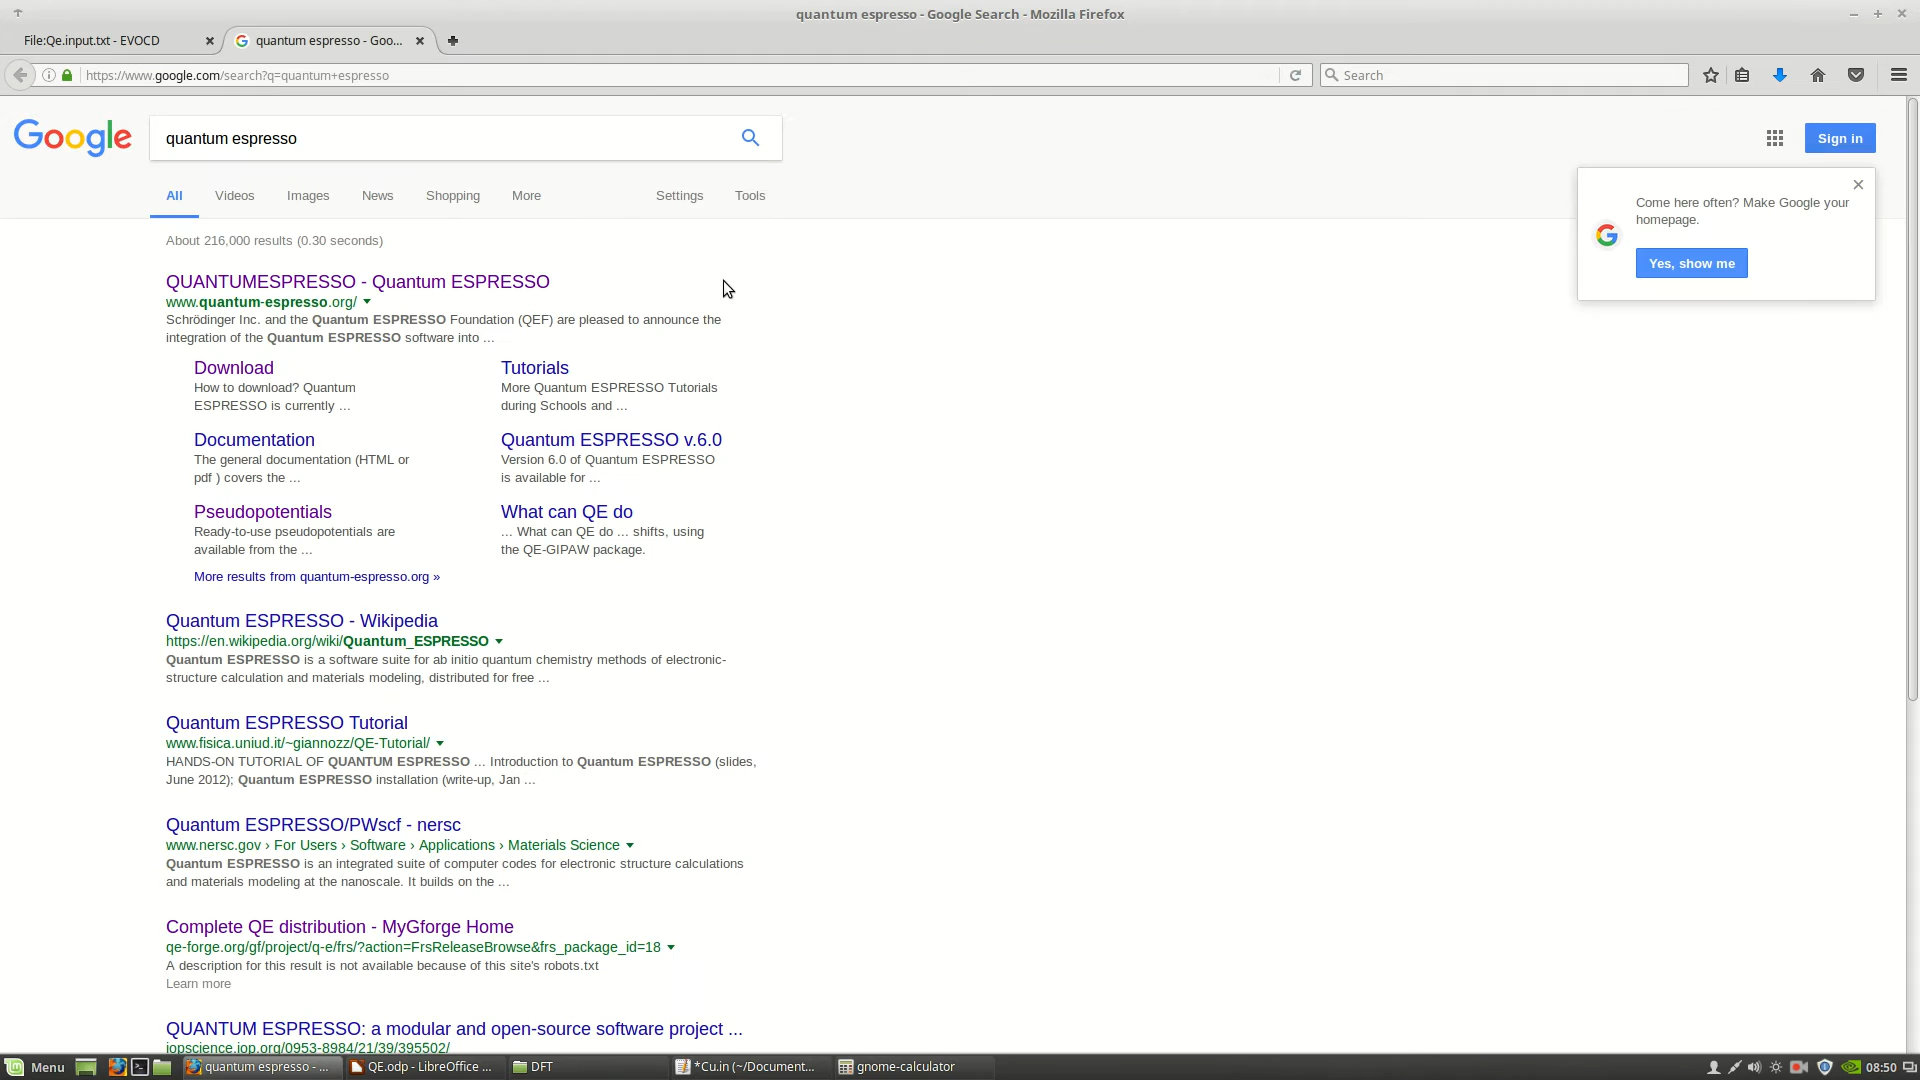 quantum espresso - Google Search - Mozilla Firefox
File:Qe.input.txt - EVOCD
quantum espresso - Goo...
https://www.google.com/search?q=quantum+espresso
Search
Google
quantum espresso
Sign in
All
Videos
Images
News
Shopping
More
Settings
Tools
Come here often? Make Google your
homepage.
Yes, show me
About 216,000 results (0.30 seconds)
QUANTUMESPRESSO - Quantum ESPRESSO
www.quantum-espresso.org/
Schrödinger Inc. and the Quantum ESPRESSO Foundation (QEF) are pleased to announce the
integration of the Quantum ESPRESSO software into ...
Download
How to download? Quantum
ESPRESSO is currently ...
Tutorials
More Quantum ESPRESSO Tutorials
during Schools and ...
Documentation
The general documentation (HTML or
pdf ) covers the ...
Quantum ESPRESSO v.6.0
Version 6.0 of Quantum ESPRESSO
is available for ...
Pseudopotentials
Ready-to-use pseudopotentials are
available from the ...
What can QE do
... What can QE do ... shifts, using
the QE-GIPAW package.
More results from quantum-espresso.org »
Quantum ESPRESSO - Wikipedia
https://en.wikipedia.org/wiki/Quantum_ESPRESSO
Quantum ESPRESSO is a software suite for ab initio quantum chemistry methods of electronic-
structure calculation and materials modeling, distributed for free ...
Quantum ESPRESSO Tutorial
www.fisica.uniud.it/~giannozz/QE-Tutorial/
HANDS-ON TUTORIAL OF QUANTUM ESPRESSO ... Introduction to Quantum ESPRESSO (slides,
June 2012); Quantum ESPRESSO installation (write-up, Jan ...
Quantum ESPRESSO/PWscf - nersc
www.nersc.gov › For Users › Software › Applications › Materials Science
Quantum ESPRESSO is an integrated suite of computer codes for electronic structure calculations
and materials modeling at the nanoscale. It builds on the ...
Complete QE distribution - MyGforge Home
qe-forge.org/gf/project/q-e/frs/?action=FrsReleaseBrowse&frs_package_id=18
A description for this result is not available because of this site's robots.txt
Learn more
QUANTUM ESPRESSO: a modular and open-source software project ...
iopscience.iop.org/0953-8984/21/39/395502/
Menu
quantum espresso - ...
QE.odp - LibreOffice ...
DFT
*Cu.in (~/Document...
gnome-calculator
08:50